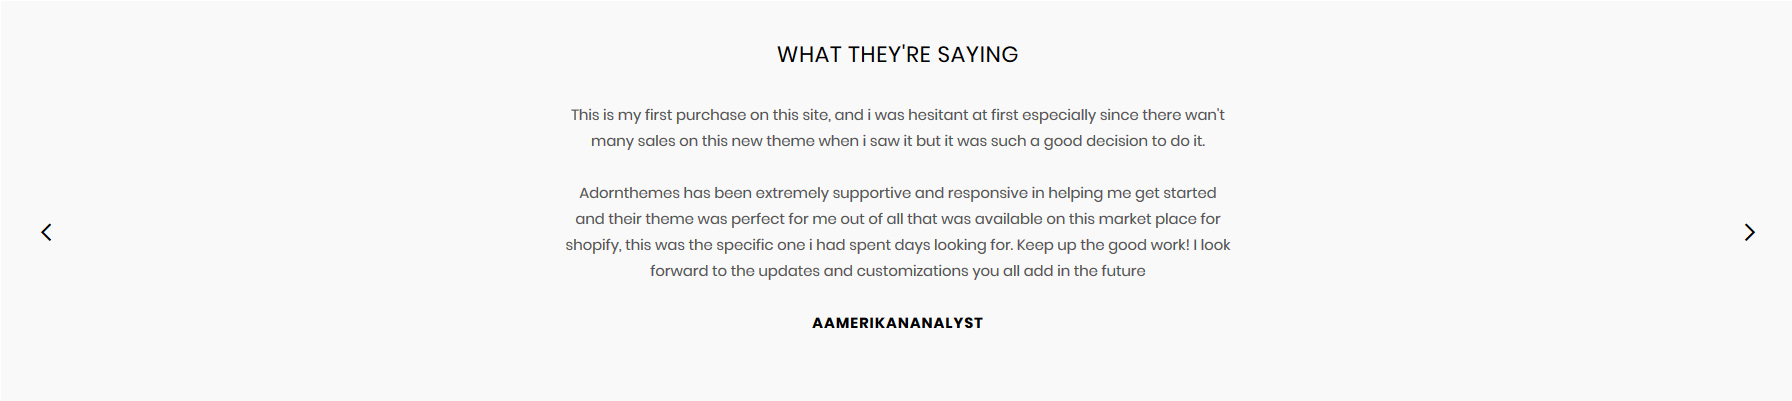 WHAT THEY'RE SAYING
This is my first purchase on this site, and i was hesitant at first especially since there wan't
many sales on this new theme when i saw it but it was such a good decision to do it.
Adornthemes has been extremely supportive and responsive in helping me get started
and their theme was perfect for me out of all that was available on this market place for
shopify, this was the specific one i had spent days looking for. Keep up the good work! I look
forward to the updates and customizations you all add in the future
AAMERIKANANALYST